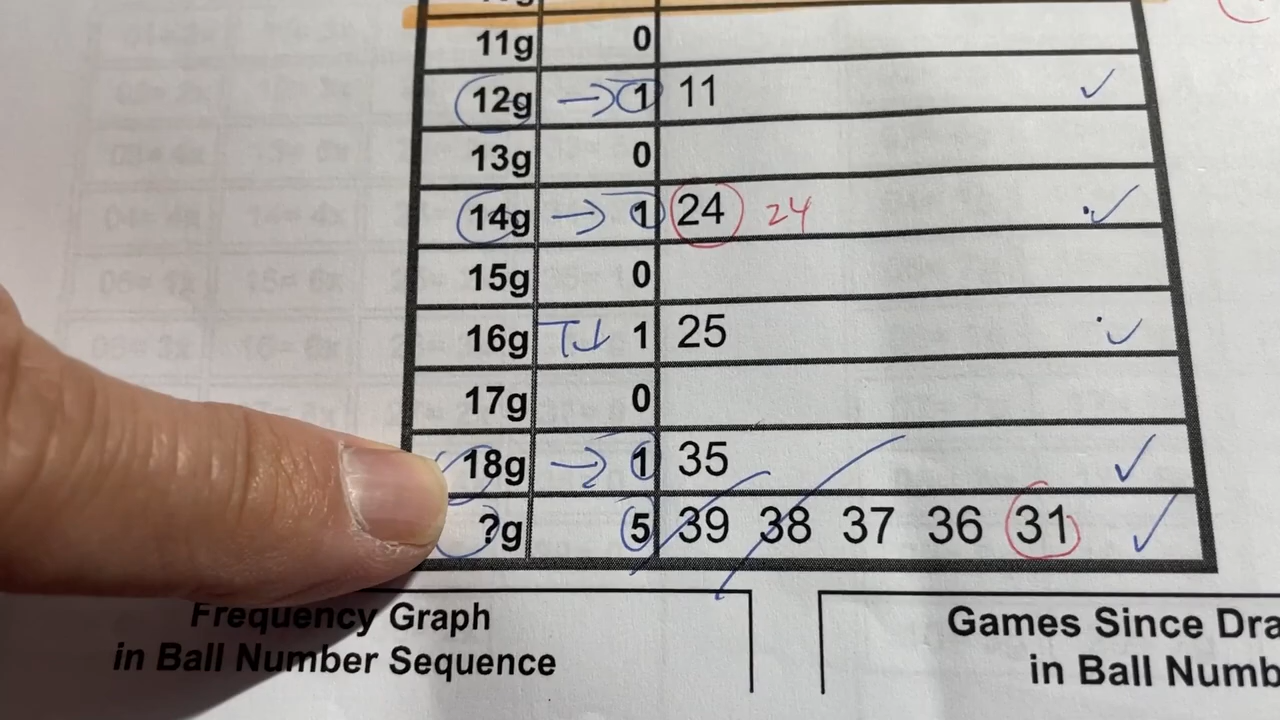 11g 0
12g → 1 11 ✓
13g 0
14g → 1 24 24 ✓
15g 0
16g 1 25 ✓
17g 0
18g → 1 35 ✓
?g 5 39 38 37 36 31 ✓
Frequency Graph
in Ball Number Sequence
Games Since Dra
in Ball Numb